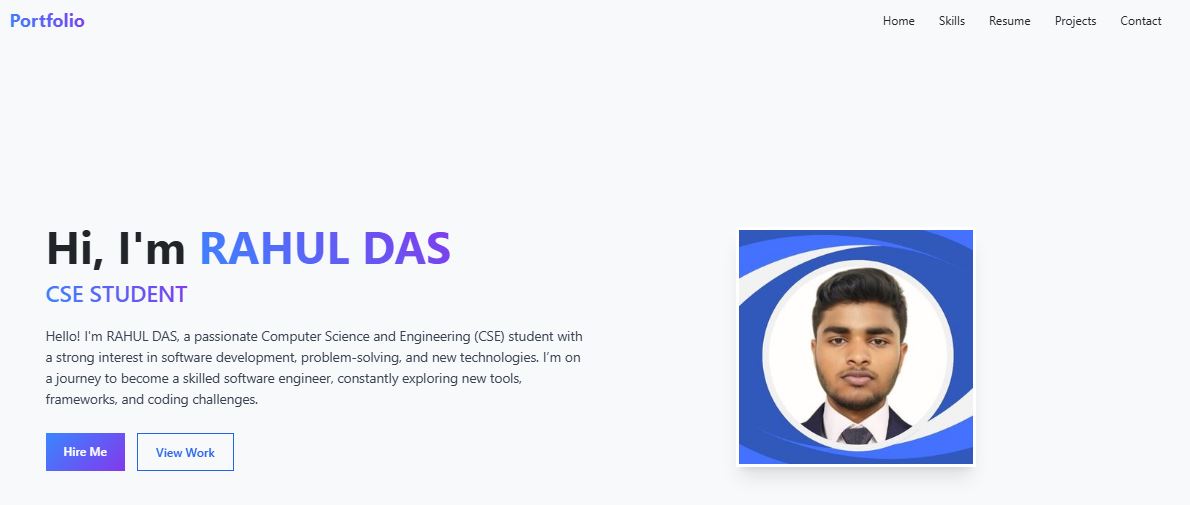 Portfolio
Home Skills Resume Projects Contact
Hi, I'm RAHUL DAS
CSE STUDENT
Hello! I'm RAHUL DAS, a passionate Computer Science and Engineering (CSE) student with
a strong interest in software development, problem-solving, and new technologies. I’m on
a journey to become a skilled software engineer, constantly exploring new tools,
frameworks, and coding challenges.
Hire Me View Work